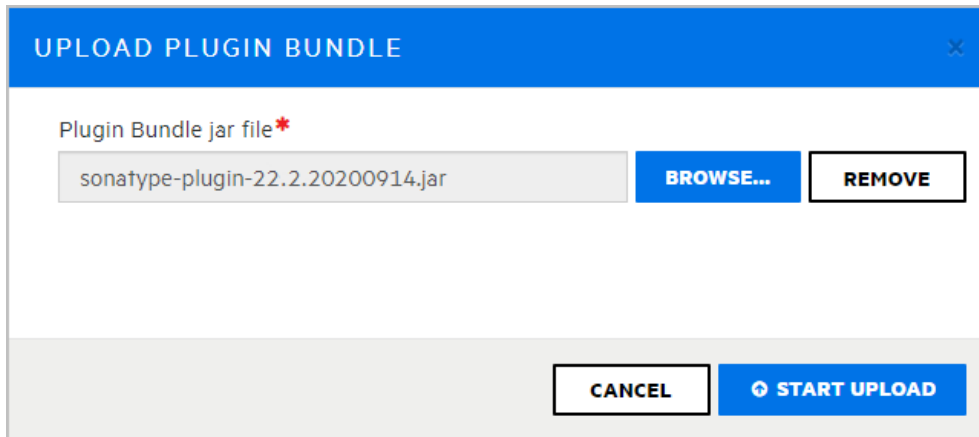 UPLOAD PLUGIN BUNDLE ×
Plugin Bundle jar file*
sonatype-plugin-22.2.20200914.jar BROWSE... REMOVE
CANCEL START UPLOAD